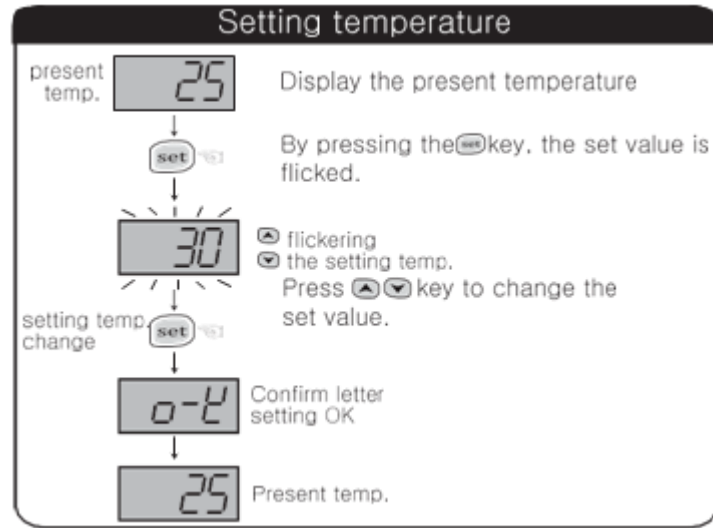 Setting temperature
present
temp.
25
Display the present temperature
set
By pressing the set key. the set value is
flicked.
30
flickering
the setting temp.
Press key to change the
set value.
setting temp.
change
set
o-k
Confirm letter
setting OK
25
Present temp.